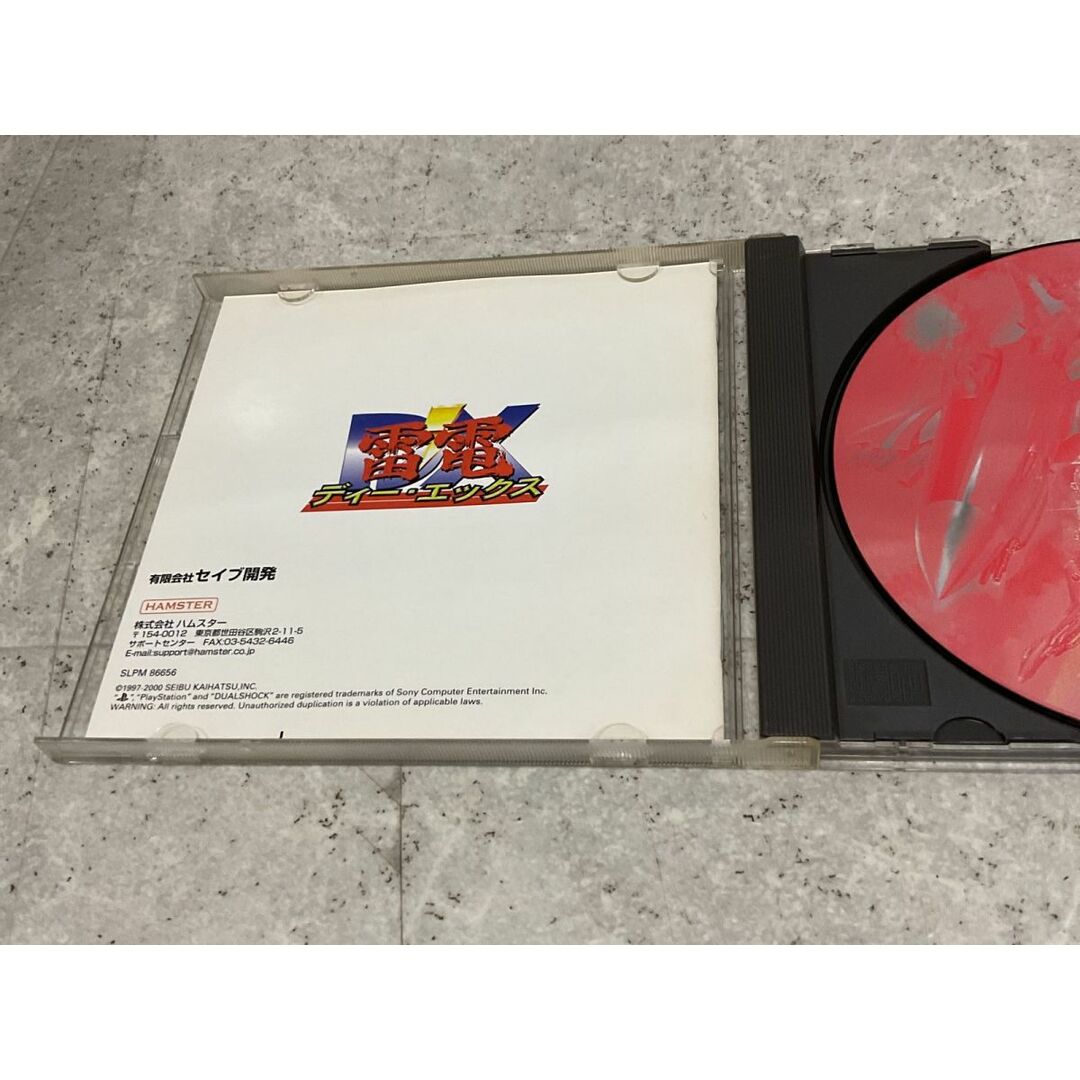 DX
雷電
ディー・エックス
有限会社 セイブ開発
HAMSTER
株式会社 ハムスター
〒154-0012 東京都世田谷区駒沢2-11-5
サポートセンター FAX:03-5432-6446
E-mail:support@hamster.co.jp
SLPM 86656
©1997-2000 SEIBU KAIHATSU,INC.
" ", "PlayStation" and "DUALSHOCK" are registered trademarks of Sony Computer Entertainment Inc.
WARNING: All rights reserved. Unauthorized duplication is a violation of applicable laws.